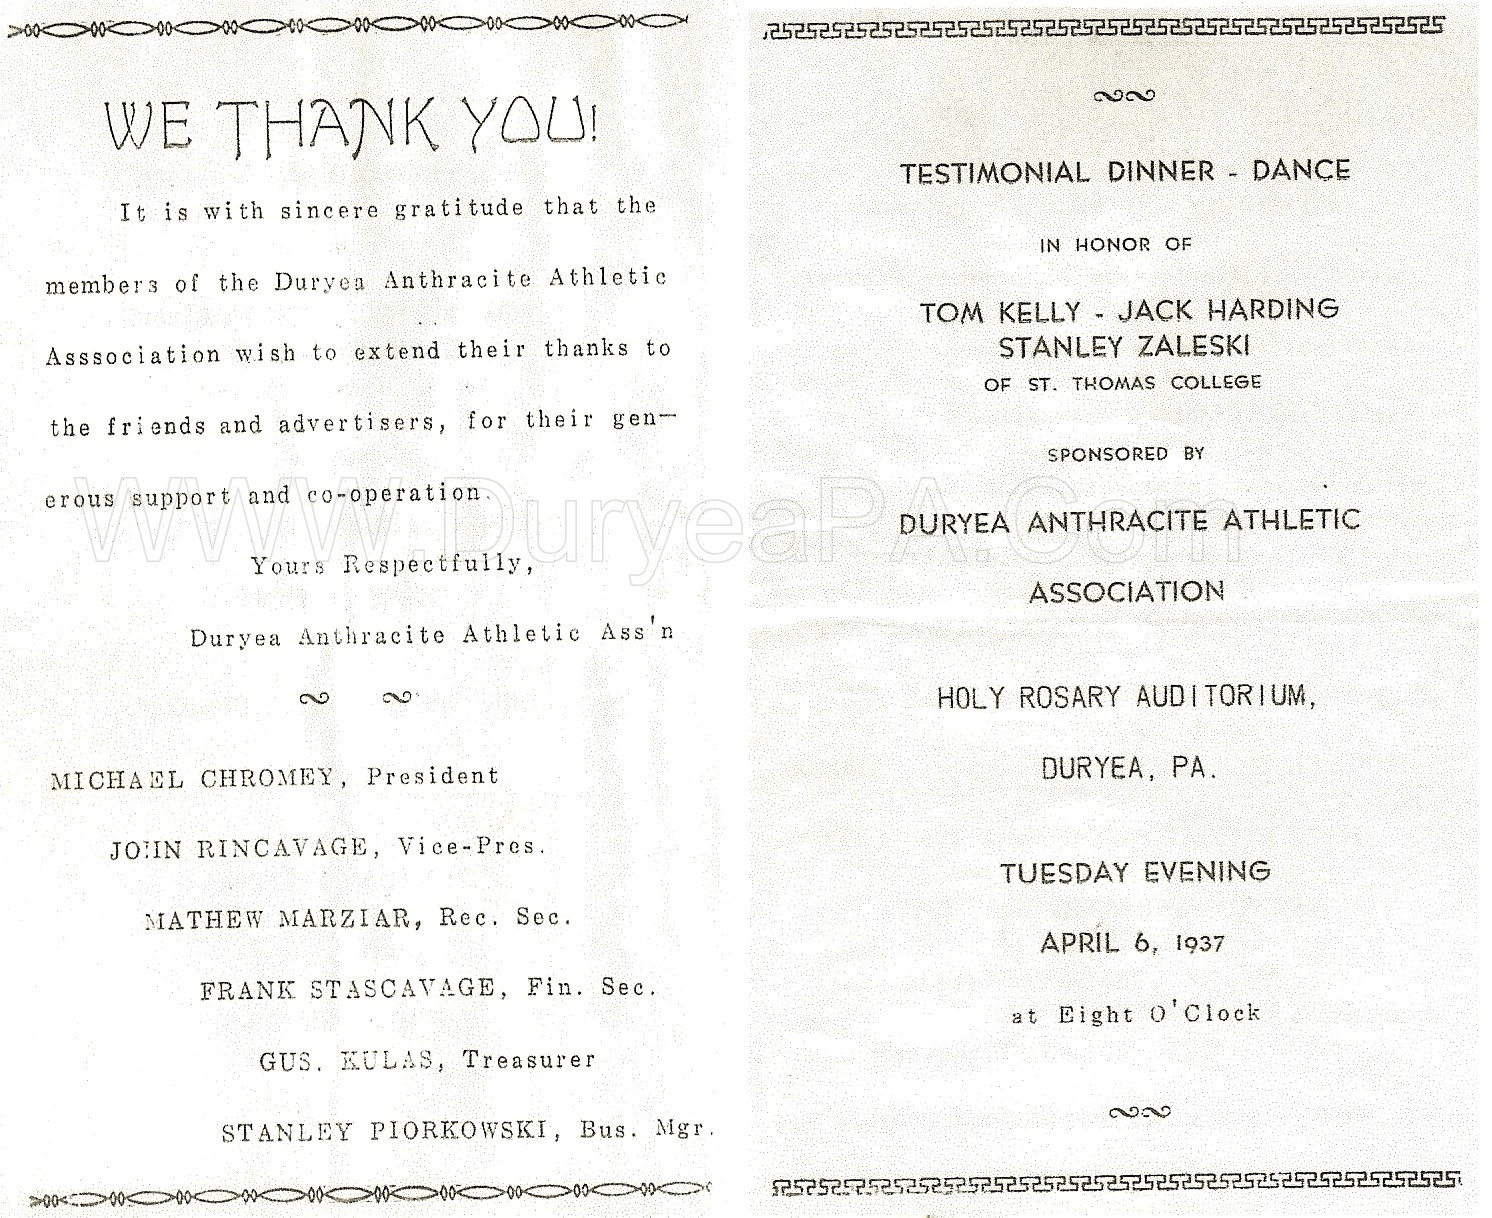 WE THANK YOU!
It is with sincere gratitude that the
members of the Duryea Anthracite Athletic
Asssociation wish to extend their thanks to
the friends and advertisers, for their gen-
erous support and co-operation.
Yours Respectfully,
Duryea Anthracite Athletic Ass'n
MICHAEL CHROMEY, President
JOHN RINCAVAGE, Vice-Pres.
MATHEW MARZIAR, Rec. Sec.
FRANK STASCAVAGE, Fin. Sec.
GUS. KULAS, Treasurer
STANLEY PIORKOWSKI, Bus. Mgr.
TESTIMONIAL DINNER - DANCE
IN HONOR OF
TOM KELLY - JACK HARDING
STANLEY ZALESKI
OF ST. THOMAS COLLEGE
SPONSORED BY
DURYEA ANTHRACITE ATHLETIC
ASSOCIATION
HOLY ROSARY AUDITORIUM,
DURYEA, PA.
TUESDAY EVENING
APRIL 6, 1937
at Eight O'Clock
WWW.DuryeaPA.Com